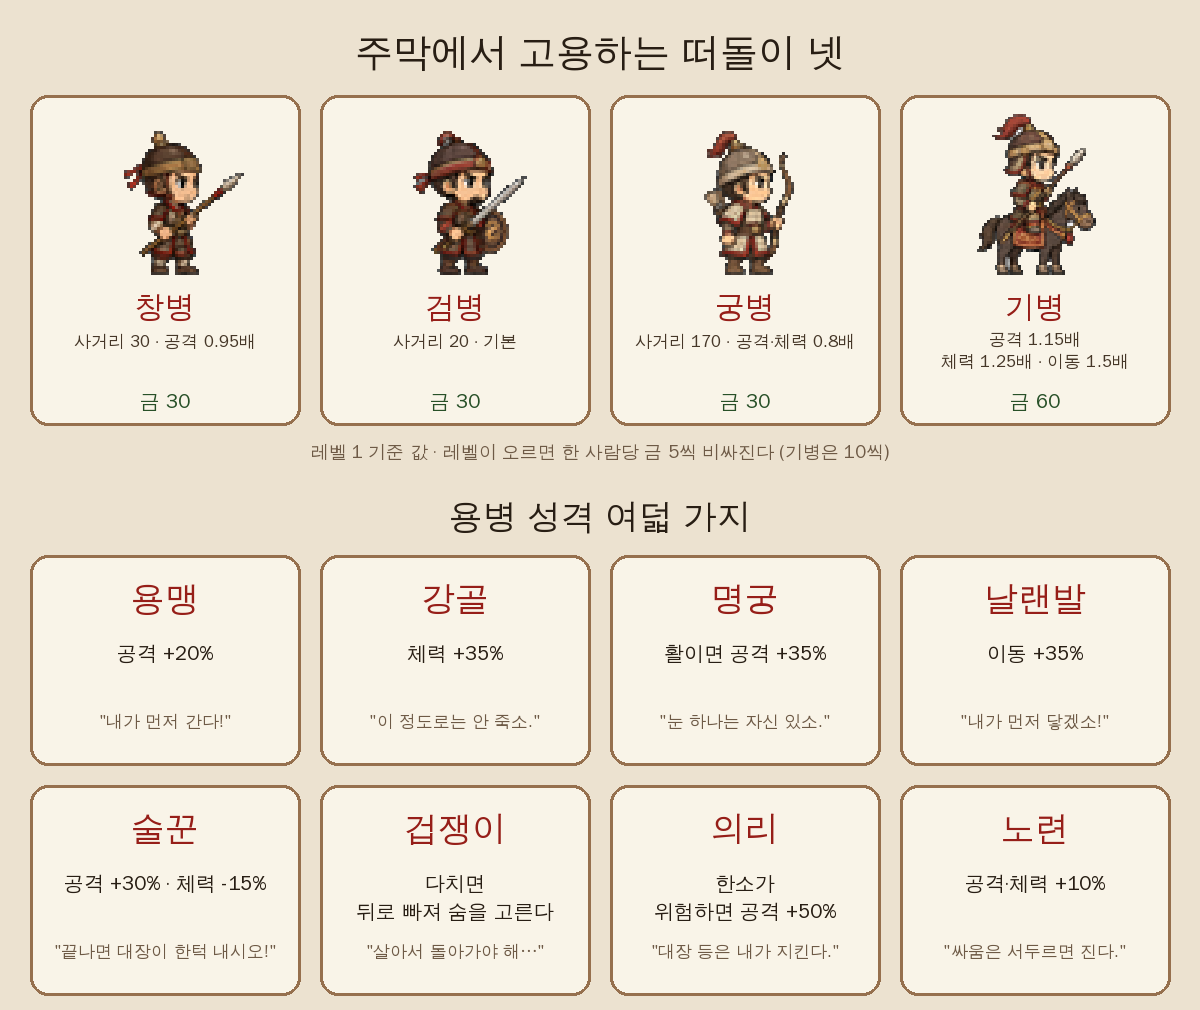 주막에서 고용하는 떠돌이 넷
창병
사거리 30 · 공격 0.95배
금 30
검병
사거리 20 · 기본
금 30
궁병
사거리 170 · 공격·체력 0.8배
금 30
기병
공격 1.15배
체력 1.25배 · 이동 1.5배
금 60
레벨 1 기준 값 · 레벨이 오르면 한 사람당 금 5씩 비싸진다 (기병은 10씩)
용병 성격 여덟 가지
용맹
공격 +20%
"내가 먼저 간다!"
강골
체력 +35%
"이 정도로는 안 죽소."
명궁
활이면 공격 +35%
"눈 하나는 자신 있소."
날랜발
이동 +35%
"내가 먼저 닿겠소!"
술꾼
공격 +30% · 체력 -15%
"끝나면 대장이 한턱 내시오!"
겁쟁이
다치면
뒤로 빠져 숨을 고른다
"살아서 돌아가야 해…"
의리
한소가
위험하면 공격 +50%
"대장 등은 내가 지킨다."
노련
공격·체력 +10%
"싸움은 서두르면 진다."